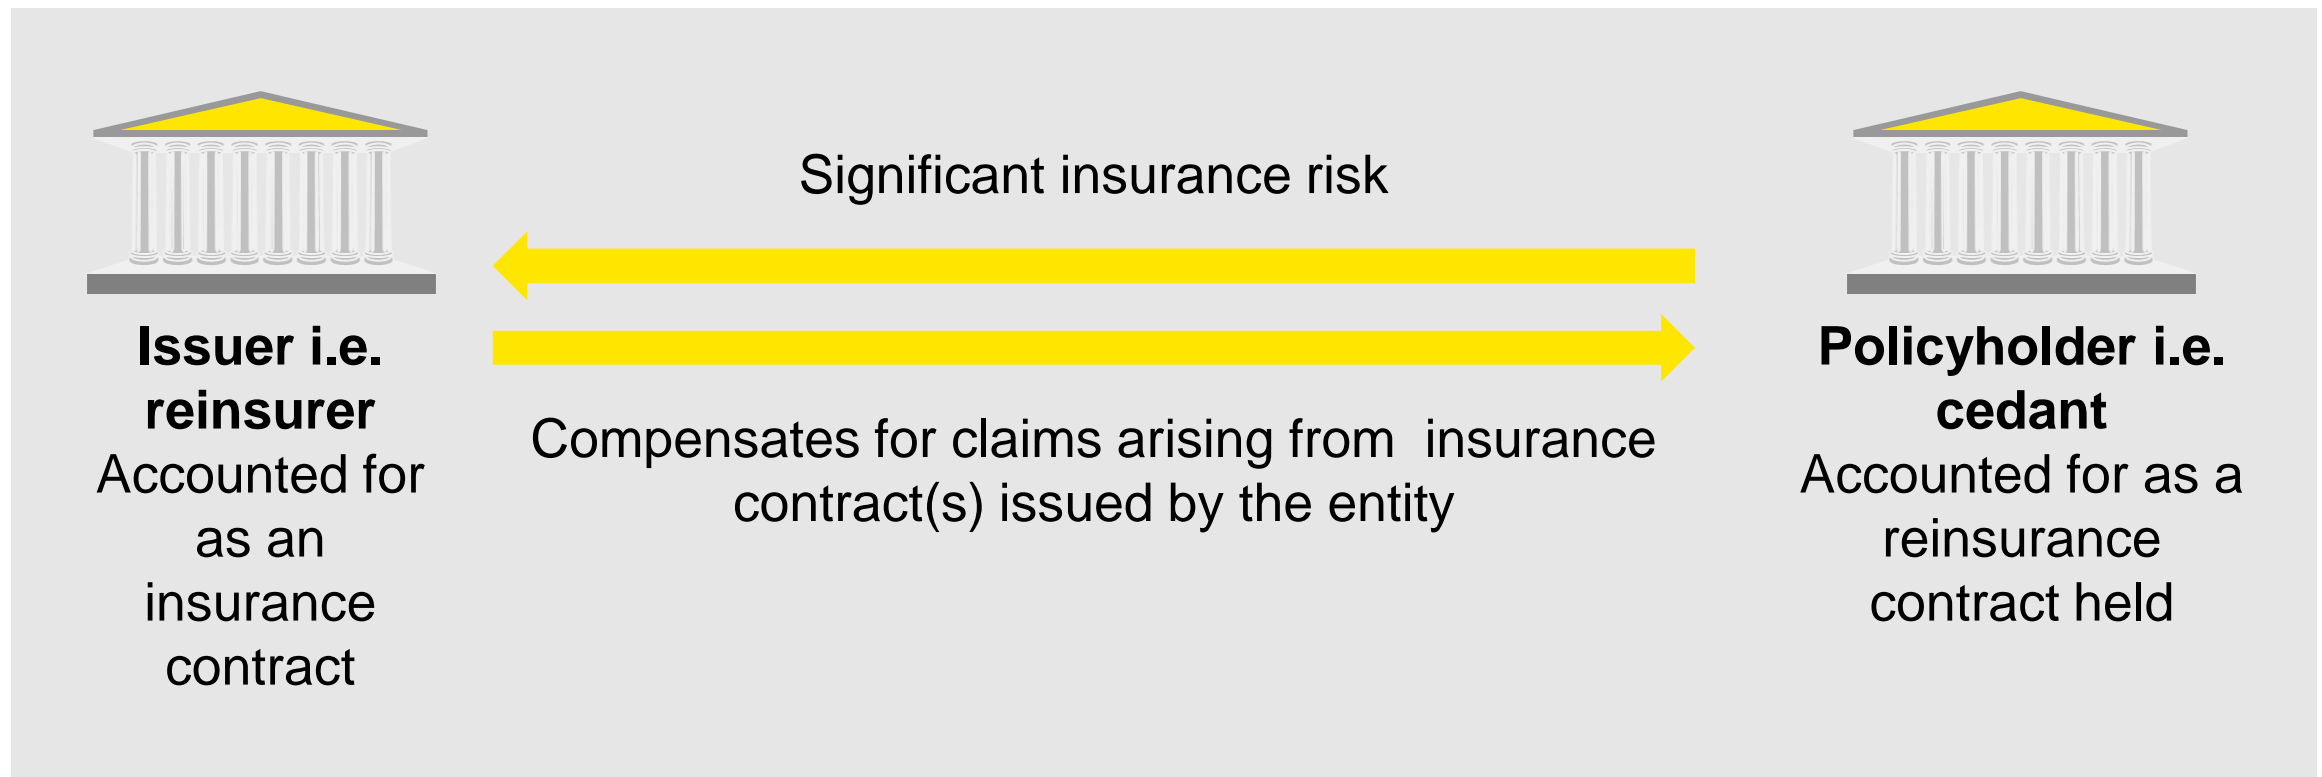 Significant insurance risk
Issuer i.e.
reinsurer
Accounted for
as an
insurance
contract
Compensates for claims arising from  insurance
contract(s) issued by the entity
Policyholder i.e.
cedant
Accounted for as a
reinsurance
contract held